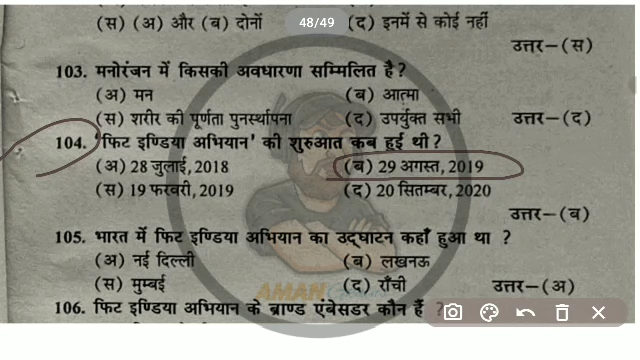 (स) (अ) और (ब) दोनों (द) इनमें से कोई नहीं
48/49
उत्तर–(स)
103. मनोरंजन में किसकी अवधारणा सम्मिलित है?
(अ) मन (ब) आत्मा
(स) शरीर की पूर्णता पुनर्स्थापना (द) उपर्युक्त सभी उत्तर–(द)
104. 'फिट इण्डिया अभियान' की शुरुआत कब हुई थी?
(अ) 28 जुलाई, 2018 (ब) 29 अगस्त, 2019
(स) 19 फरवरी, 2019 (द) 20 सितम्बर, 2020
उत्तर–(ब)
105. भारत में फिट इण्डिया अभियान का उद्घाटन कहाँ हुआ था ?
(अ) नई दिल्ली (ब) लखनऊ
(स) मुम्बई (द) राँची उत्तर–(अ)
AMAN
106. फिट इण्डिया अभियान के ब्राण्ड एंबेसडर कौन हैं ?